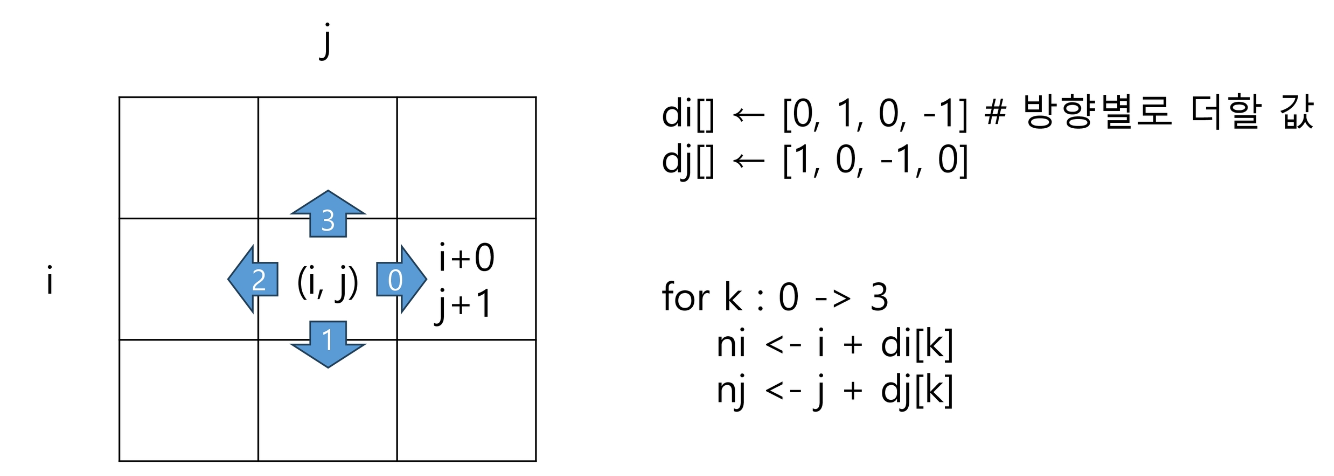 j
di[] ← [0, 1, 0, -1] # 방향별로 더할 값
dj[] ← [1, 0, -1, 0]
3
i
2
(i, j)
0
i+0
j+1
1
for k : 0 -> 3
ni <- i + di[k]
nj <- j + dj[k]